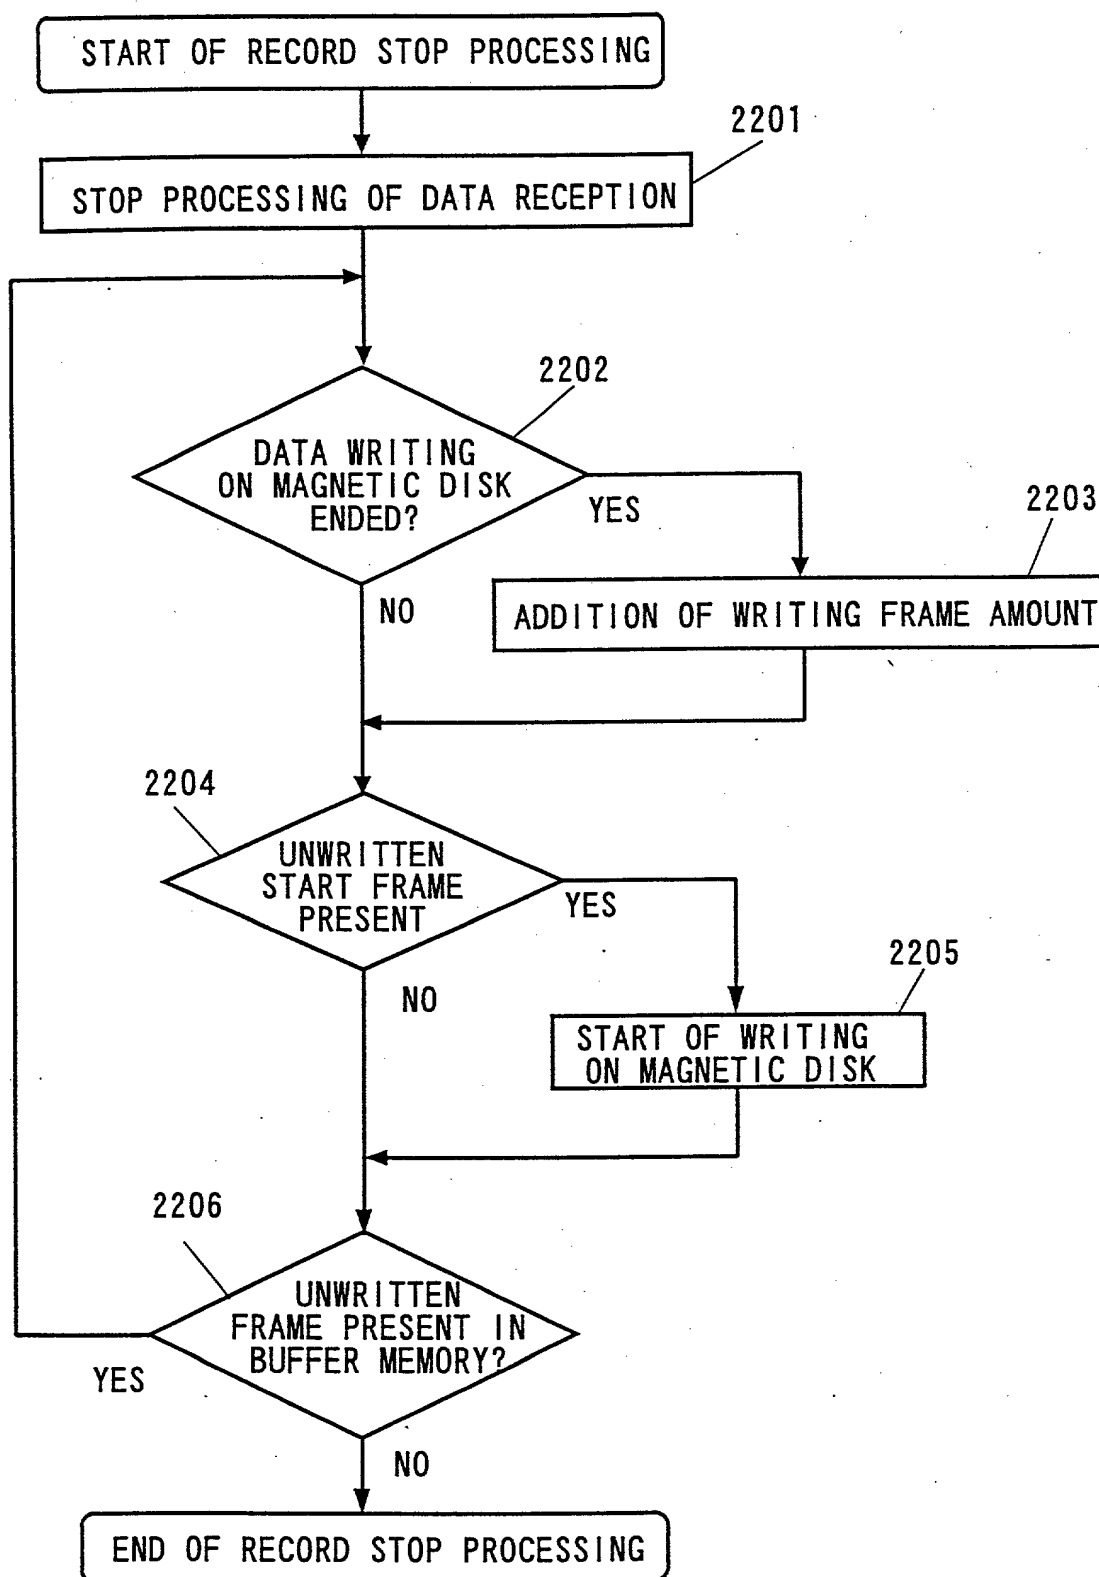 START OF RECORD STOP PROCESSING
2201
STOP PROCESSING OF DATA RECEPTION
2202
DATA WRITING
ON MAGNETIC DISK
ENDED?
YES
2203
NO
ADDITION OF WRITING FRAME AMOUNT
2204
UNWRITTEN
START FRAME
PRESENT
YES
2205
NO
START OF WRITING
ON MAGNETIC DISK
2206
UNWRITTEN
FRAME PRESENT IN
BUFFER MEMORY?
YES
NO
END OF RECORD STOP PROCESSING